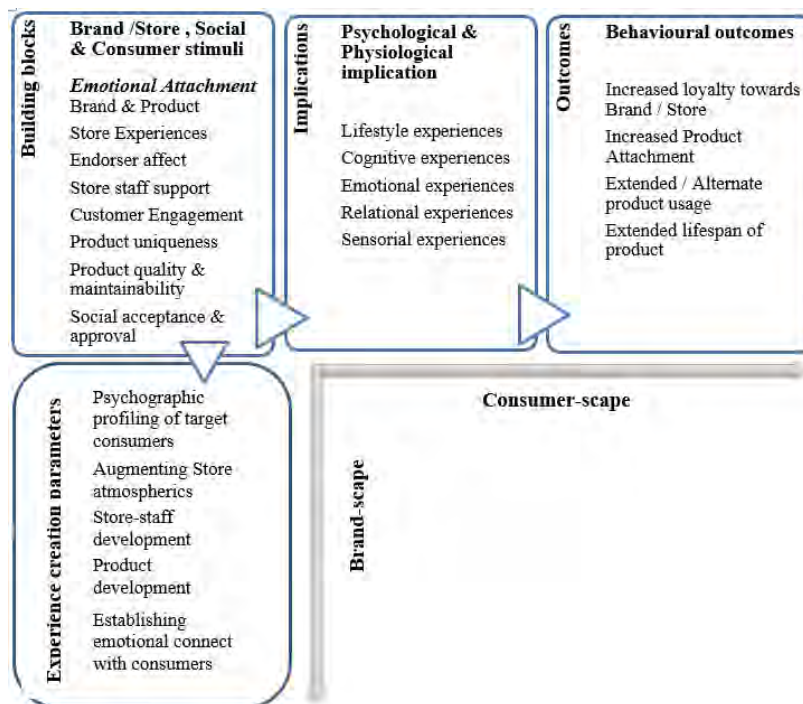 Building blocks
Brand /Store , Social
& Consumer stimuli
Emotional Attachment
Brand & Product
Store Experiences
Endorser affect
Store staff support
Customer Engagement
Product uniqueness
Product quality &
maintainability
Social acceptance &
approval
Implications
Psychological &
Physiological
implication
Lifestyle experiences
Cognitive experiences
Emotional experiences
Relational experiences
Sensorial experiences
Outcomes
Behavioural outcomes
Increased loyalty towards
Brand / Store
Increased Product
Attachment
Extended / Alternate
product usage
Extended lifespan of
product
Experience creation parameters
Psychographic
profiling of target
consumers
Augmenting Store
atmospherics
Store-staff
development
Product
development
Establishing
emotional connect
with consumers
Consumer-scape
Brand-scape